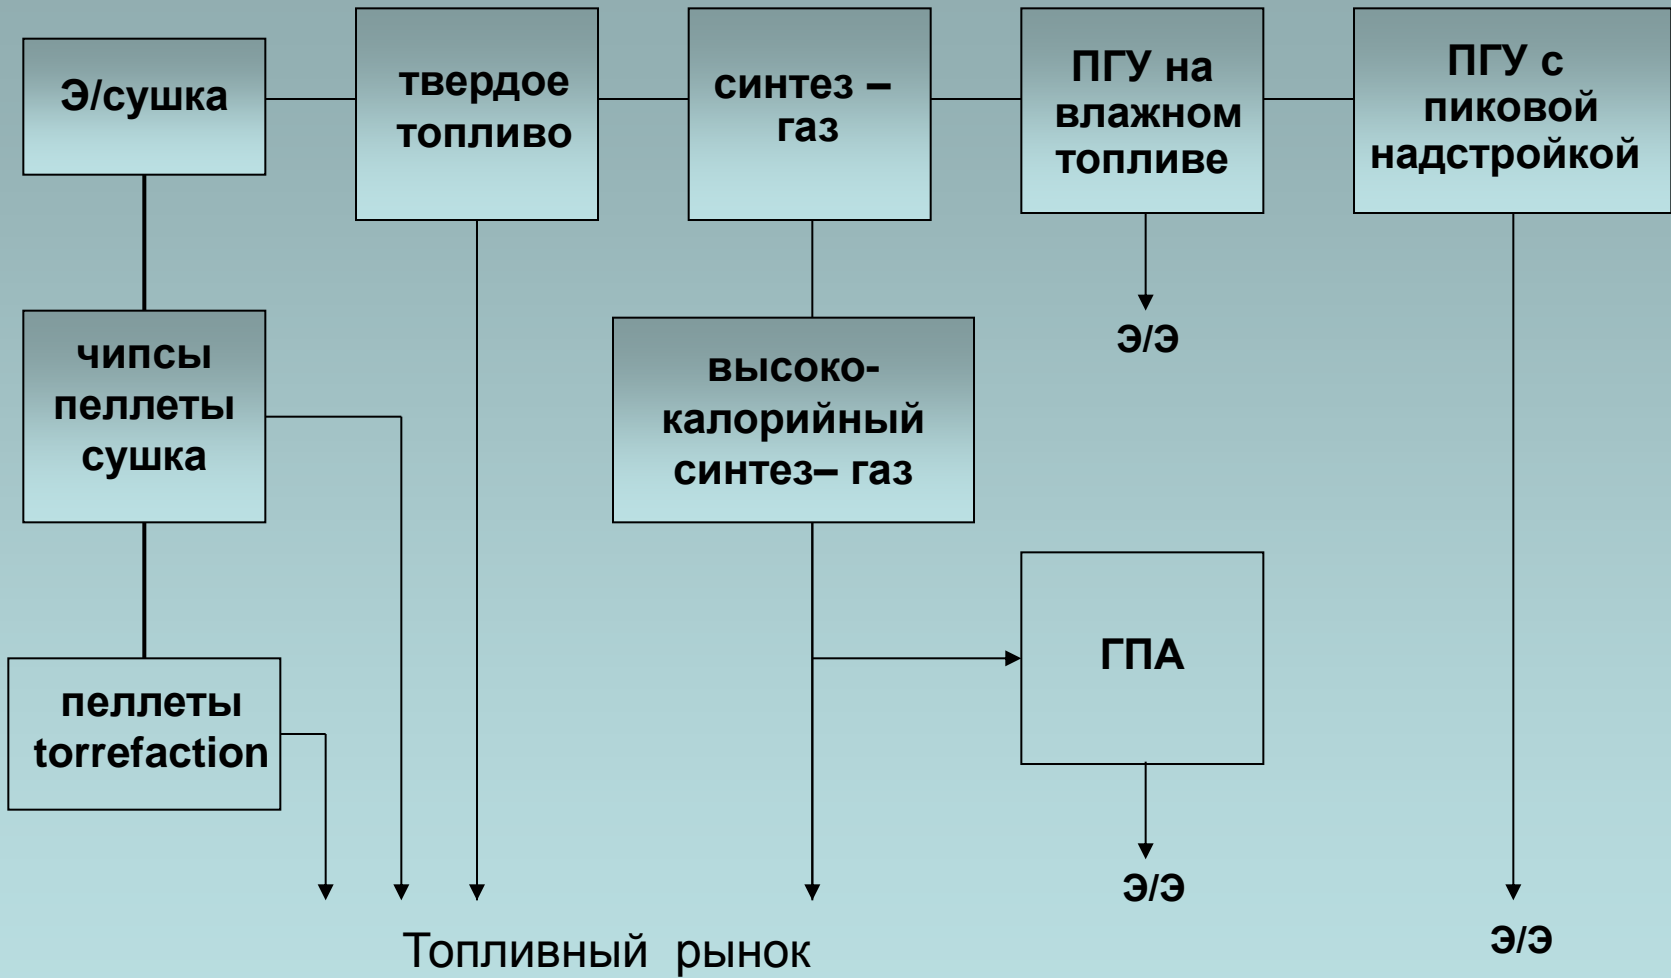 Э/сушка
твердое
топливо
синтез –
газ
ПГУ на
влажном
топливе
ПГУ с
пиковой
надстройкой
чипсы
пеллеты
сушка
высоко-
калорийный
синтез– газ
Э/Э
пеллеты
torrefaction
ГПА
Э/Э
Э/Э
Топливный рынок